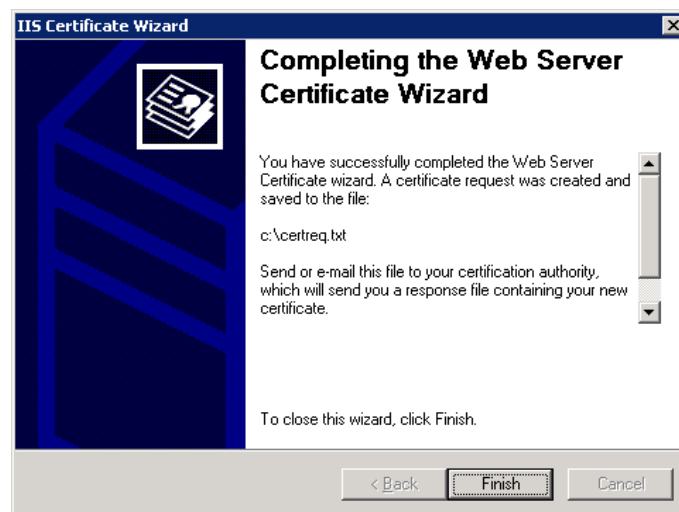 IIS Certificate Wizard
Completing the Web Server
Certificate Wizard
You have successfully completed the Web Server
Certificate wizard. A certificate request was created and
saved to the file:
c:\certreq.txt
Send or e-mail this file to your certification authority,
which will send you a response file containing your new
certificate.
To close this wizard, click Finish.
< Back
Finish
Cancel